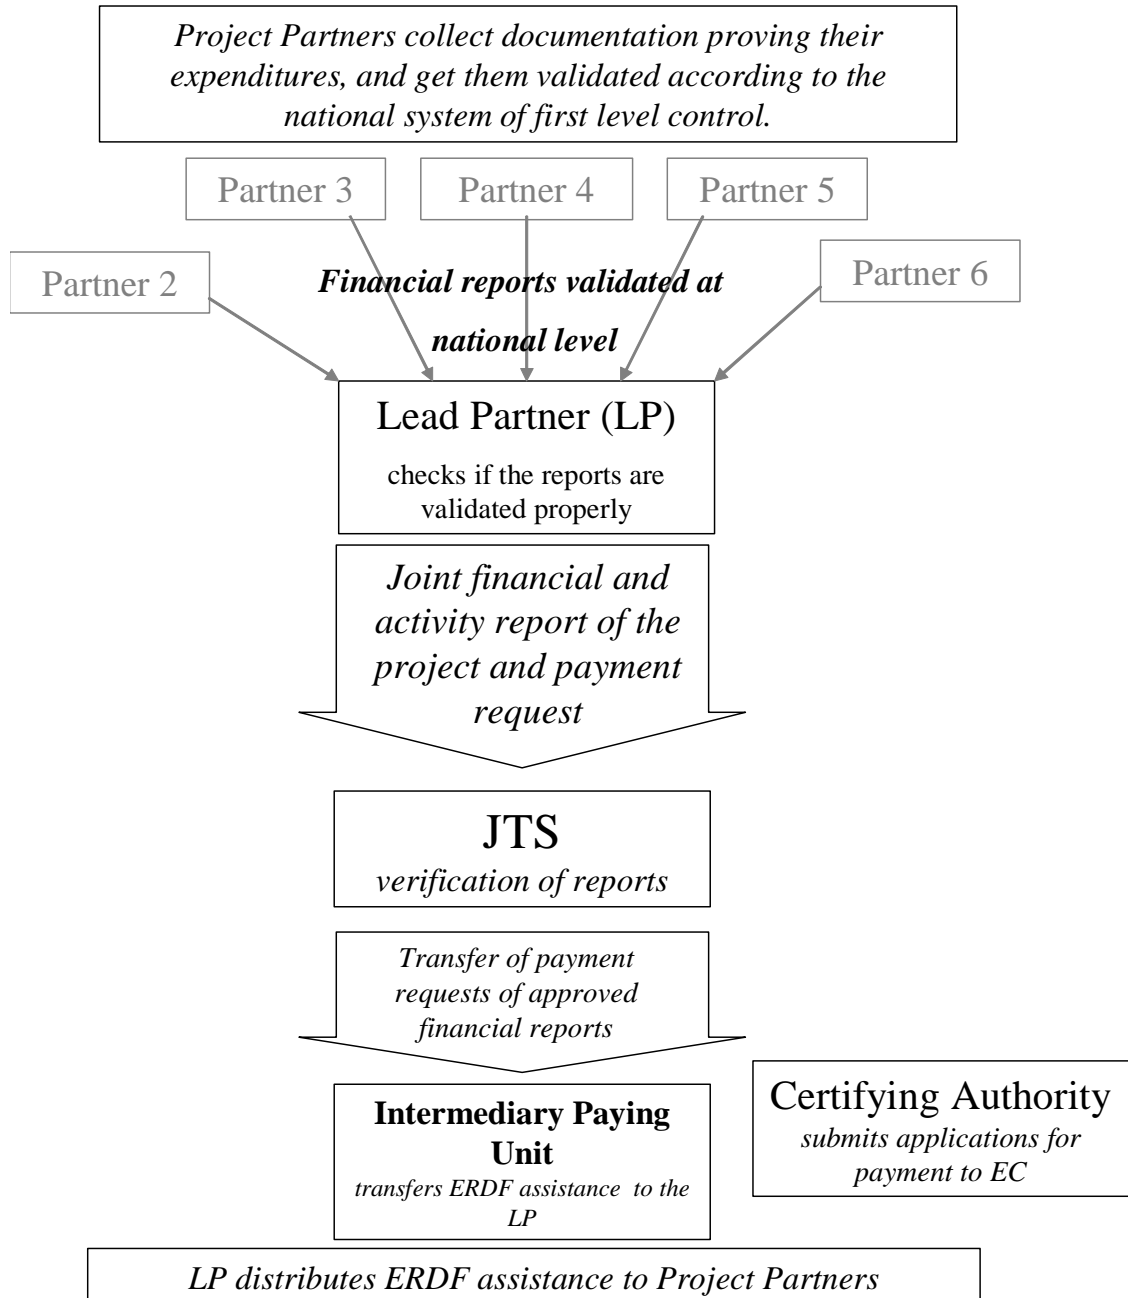 Project Partners collect documentation proving their
expenditures, and get them validated according to the
national system of first level control.
Partner 3
Partner 4
Partner 5
Partner 2
Financial reports validated at
national level
Partner 6
Lead Partner (LP)
checks if the reports are
validated properly
Joint financial and
activity report of the
project and payment
request
JTS
verification of reports
Transfer of payment
requests of approved
financial reports
Intermediary Paying
Unit
transfers ERDF assistance to the
LP
Certifying Authority
submits applications for
payment to EC
LP distributes ERDF assistance to Project Partners